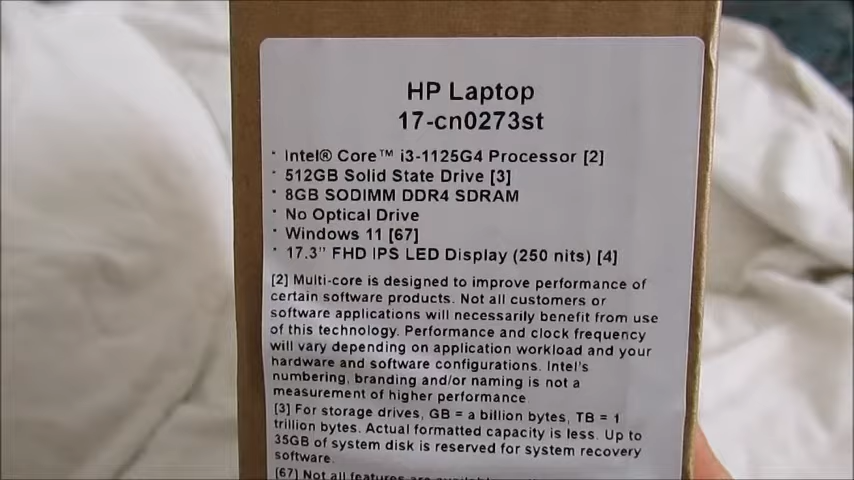 HP Laptop
17-cn0273st
· Intel® Core™ i3-1125G4 Processor [2]
· 512GB Solid State Drive [3]
· 8GB SODIMM DDR4 SDRAM
· No Optical Drive
· Windows 11 [67]
· 17.3" FHD IPS LED Display (250 nits) [4]
[2] Multi-core is designed to improve performance of
certain software products. Not all customers or
software applications will necessarily benefit from use
of this technology. Performance and clock frequency
will vary depending on application workload and your
hardware and software configurations. Intel's
numbering, branding and/or naming is not a
measurement of higher performance.
[3] For storage drives, GB = a billion bytes, TB = 1
trillion bytes. Actual formatted capacity is less. Up to
35GB of system disk is reserved for system recovery
software.
[67] Not all features are